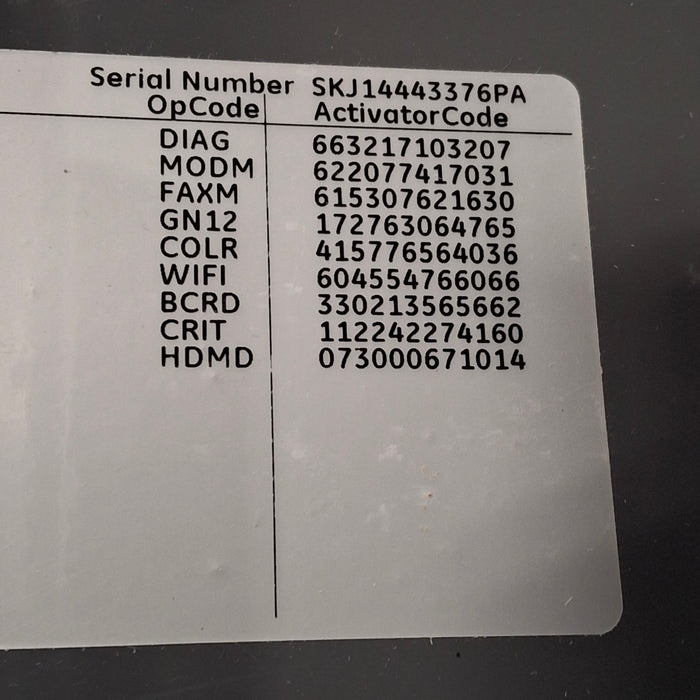 Serial Number SKJ14443376PA
OpCode ActivatorCode
DIAG 663217103207
MODM 622077417031
FAXM 615307621630
GN12 172763064765
COLR 415776564036
WIFI 604554766066
BCRD 330213565662
CRIT 112242274160
HDMD 073000671014